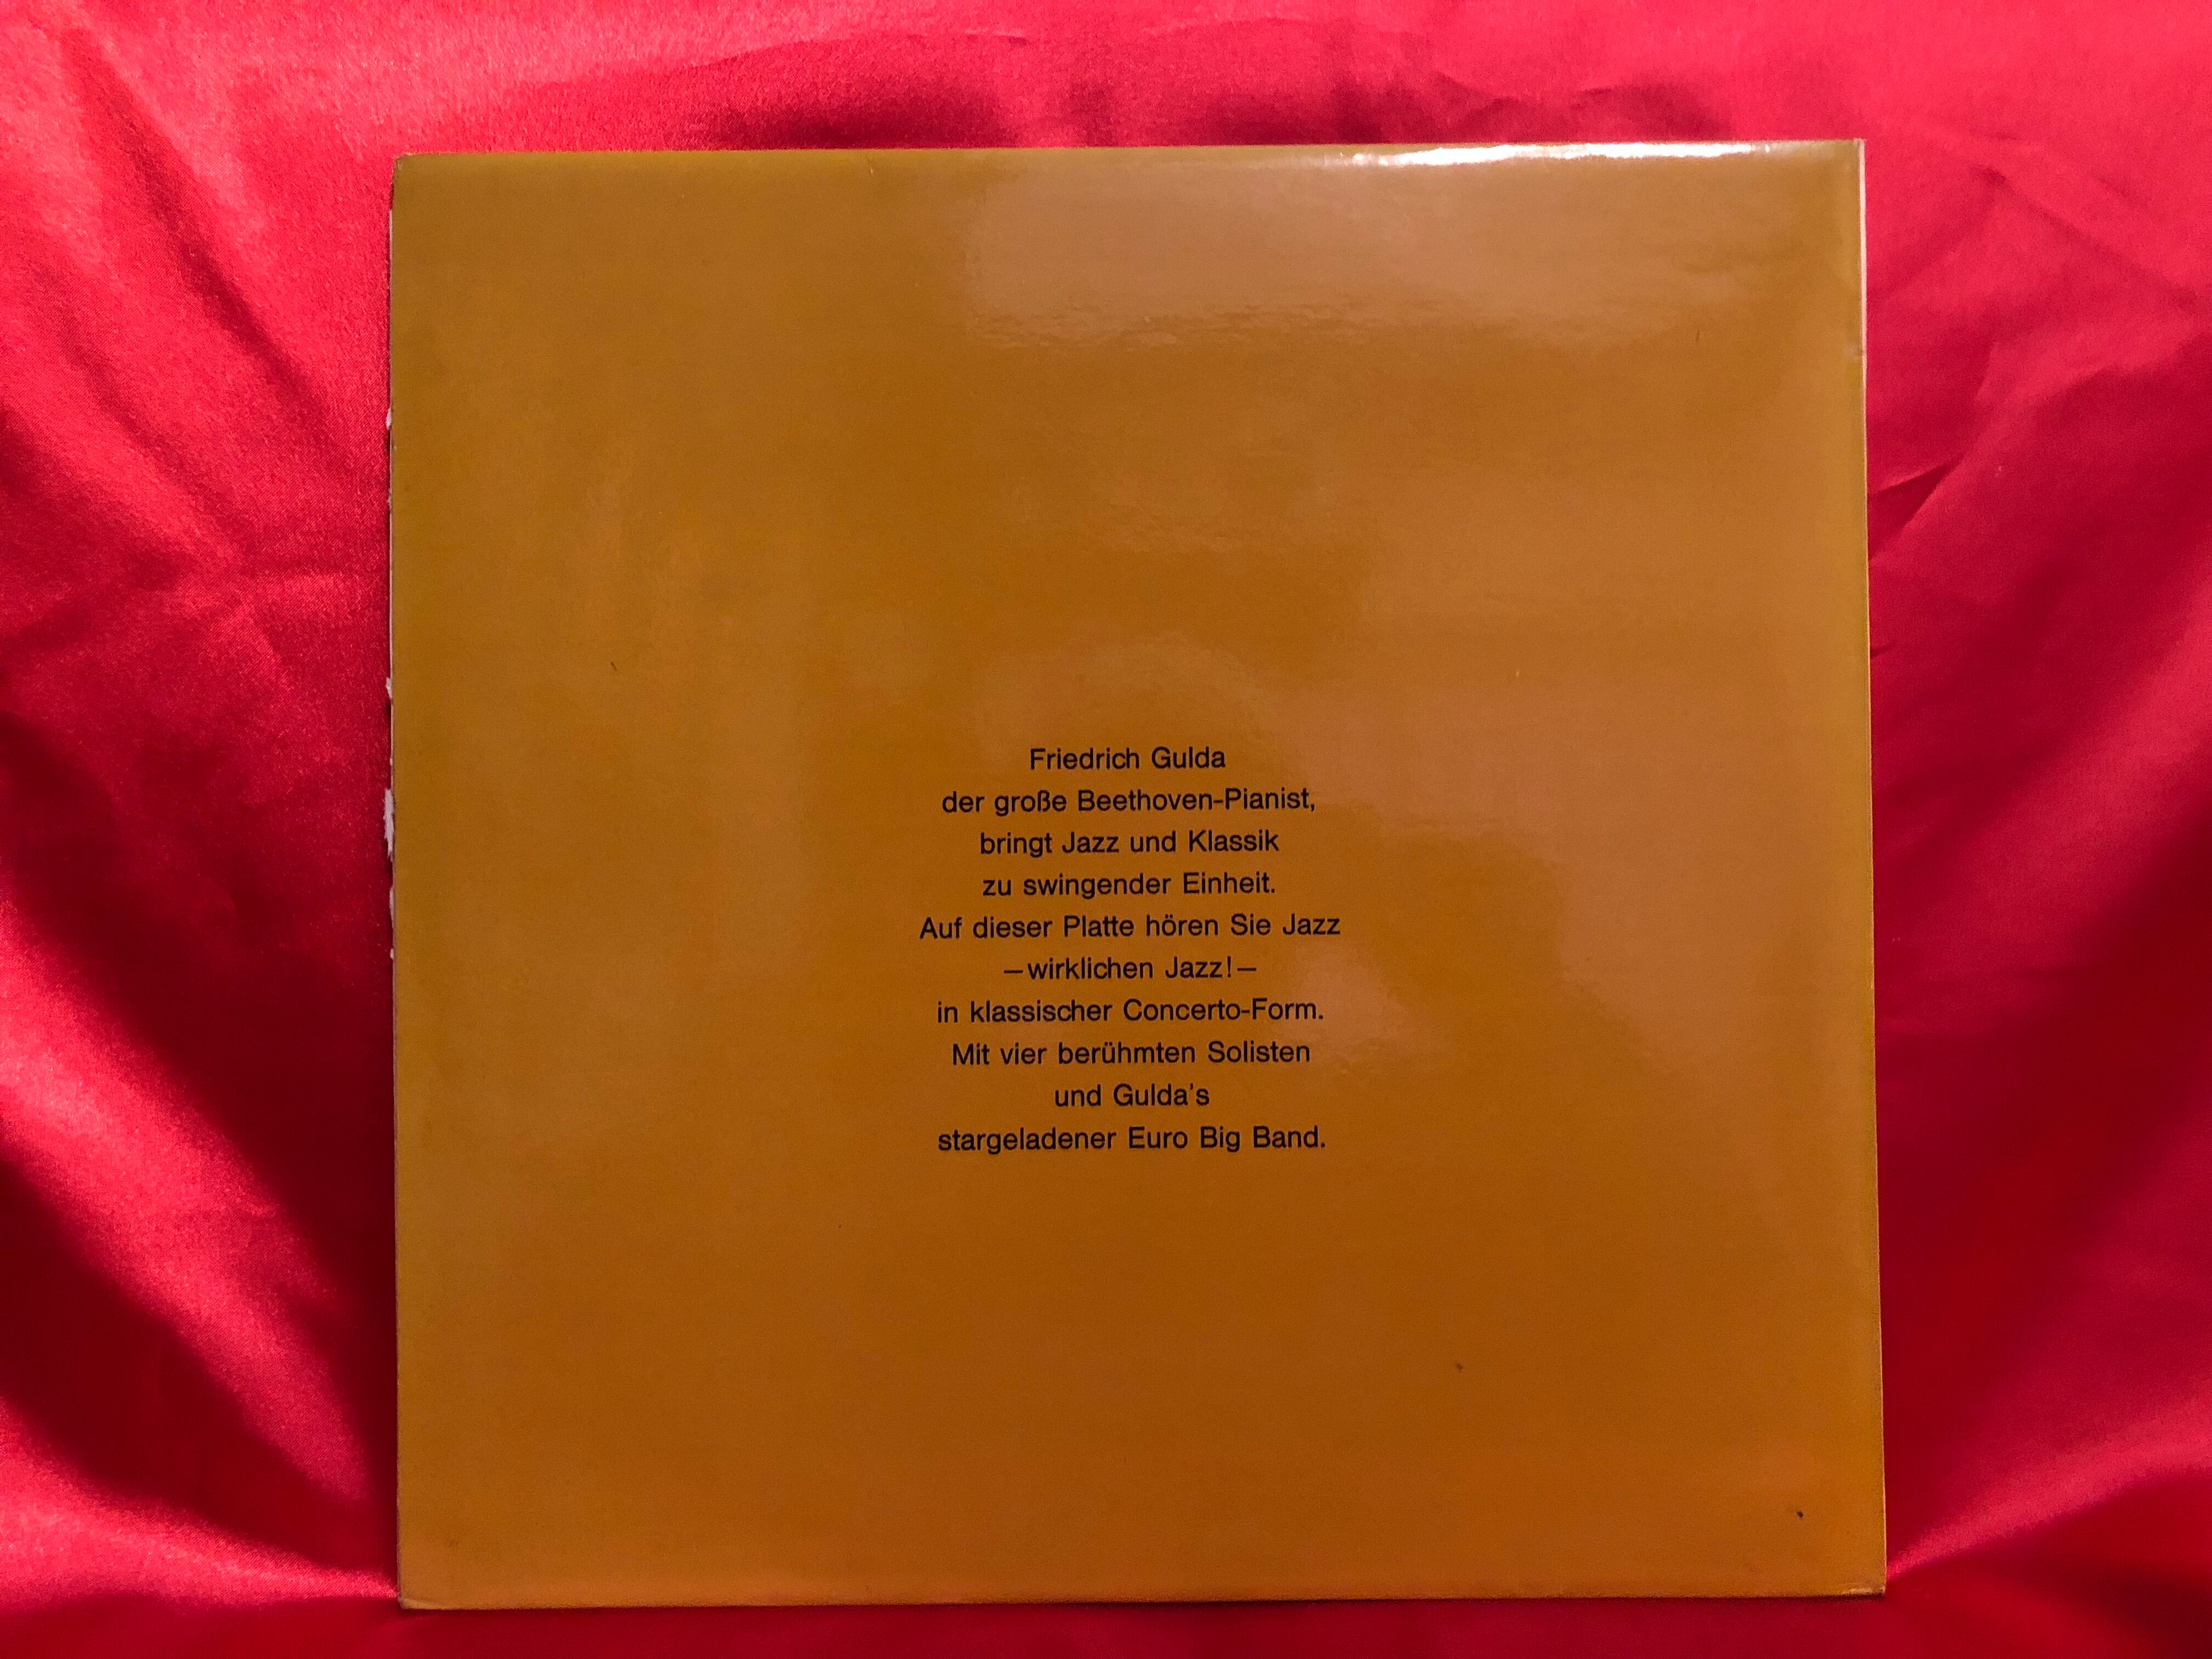 Friedrich Gulda
der große Beethoven-Pianist,
bringt Jazz und Klassik
zu swingender Einheit.
Auf dieser Platte hören Sie Jazz
—wirklichen Jazz!—
in klassischer Concerto-Form.
Mit vier berühmten Solisten
und Gulda's
stargeladener Euro Big Band.